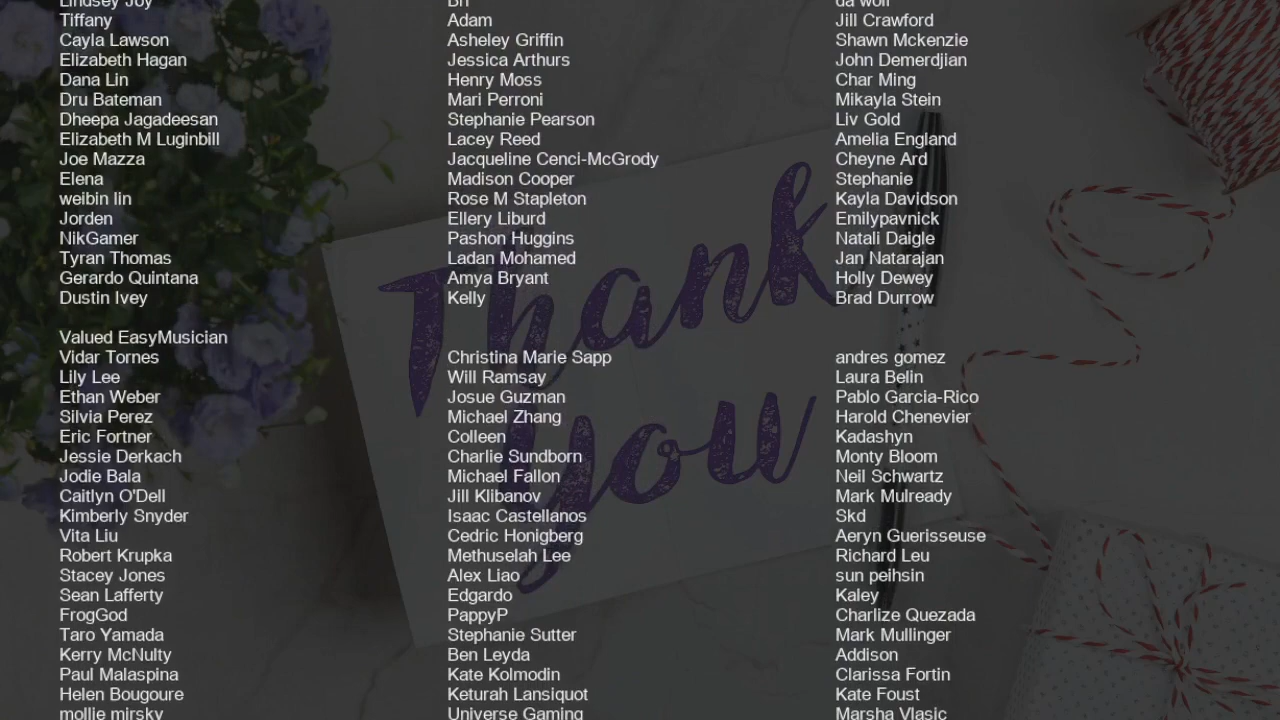 Lindsey Joy
Bri
da wolf
Tiffany
Adam
Jill Crawford
Cayla Lawson
Asheley Griffin
Shawn Mckenzie
Elizabeth Hagan
Jessica Arthurs
John Demerdjian
Dana Lin
Henry Moss
Char Ming
Dru Bateman
Mari Perroni
Mikayla Stein
Dheepa Jagadeesan
Stephanie Pearson
Liv Gold
Elizabeth M Luginbill
Lacey Reed
Amelia England
Joe Mazza
Jacqueline Cenci-McGrody
Cheyne Ard
Elena
Madison Cooper
Stephanie
weibin lin
Rose M Stapleton
Kayla Davidson
Jorden
Ellery Liburd
Emilypavnick
NikGamer
Pashon Huggins
Natali Daigle
Tyran Thomas
Ladan Mohamed
Jan Natarajan
Gerardo Quintana
Amya Bryant
Holly Dewey
Dustin Ivey
Kelly
Brad Durrow
Thank
you
Valued EasyMusician
Vidar Tornes
Christina Marie Sapp
andres gomez
Lily Lee
Will Ramsay
Laura Belin
Ethan Weber
Josue Guzman
Pablo Garcia-Rico
Silvia Perez
Michael Zhang
Harold Chenevier
Eric Fortner
Colleen
Kadashyn
Jessie Derkach
Charlie Sundborn
Monty Bloom
Jodie Bala
Michael Fallon
Neil Schwartz
Caitlyn O'Dell
Jill Klibanov
Mark Mulready
Kimberly Snyder
Isaac Castellanos
Skd
Vita Liu
Cedric Honigberg
Aeryn Guerisseuse
Robert Krupka
Methuselah Lee
Richard Leu
Stacey Jones
Alex Liao
sun peihsin
Sean Lafferty
Edgardo
Kaley
FrogGod
PappyP
Charlize Quezada
Taro Yamada
Stephanie Sutter
Mark Mullinger
Kerry McNulty
Ben Leyda
Addison
Paul Malaspina
Kate Kolmodin
Clarissa Fortin
Helen Bougoure
Keturah Lansiquot
Kate Foust
mollie mirsky
Universe Gaming
Marsha Vlasic